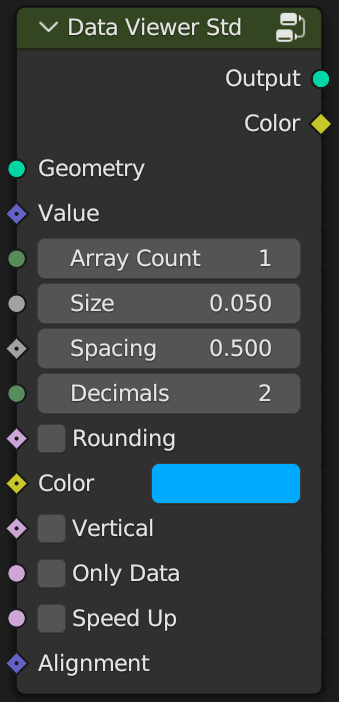 Data Viewer Std
Output
Color
Geometry
Value
Array Count 1
Size 0.050
Spacing 0.500
Decimals 2
Rounding
Color
Vertical
Only Data
Speed Up
Alignment